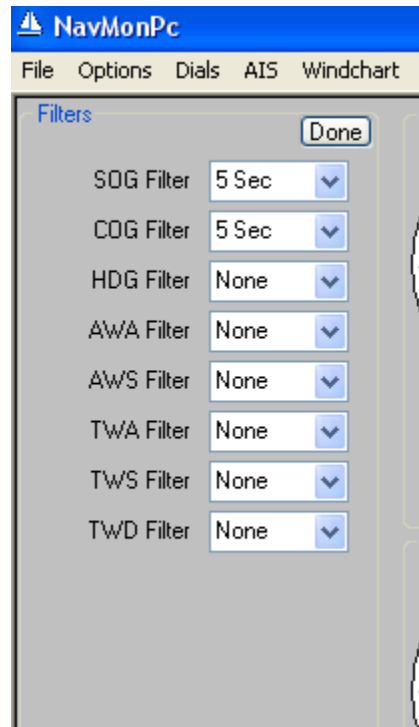 NavMonPc
File Options Dials AIS Windchart
Filters
Done
SOG Filter 5 Sec
COG Filter 5 Sec
HDG Filter None
AWA Filter None
AWS Filter None
TWA Filter None
TWS Filter None
TWD Filter None